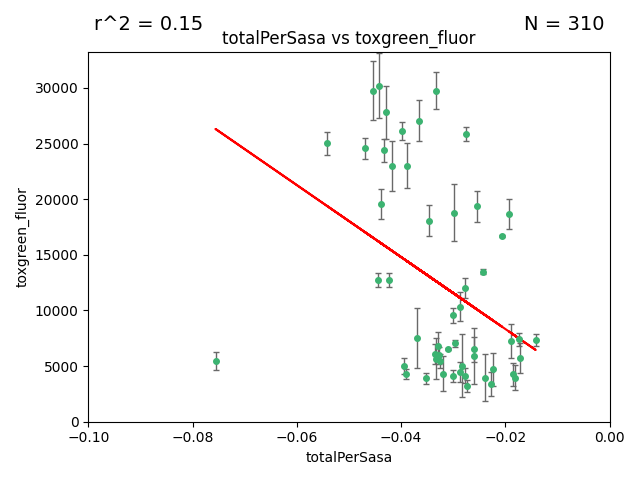 r^2 = 0.15
N = 310
totalPerSasa vs toxgreen_fluor
30000
25000
20000
15000
10000
5000
0
toxgreen_fluor
−0.10
−0.08
−0.06
−0.04
−0.02
0.00
totalPerSasa